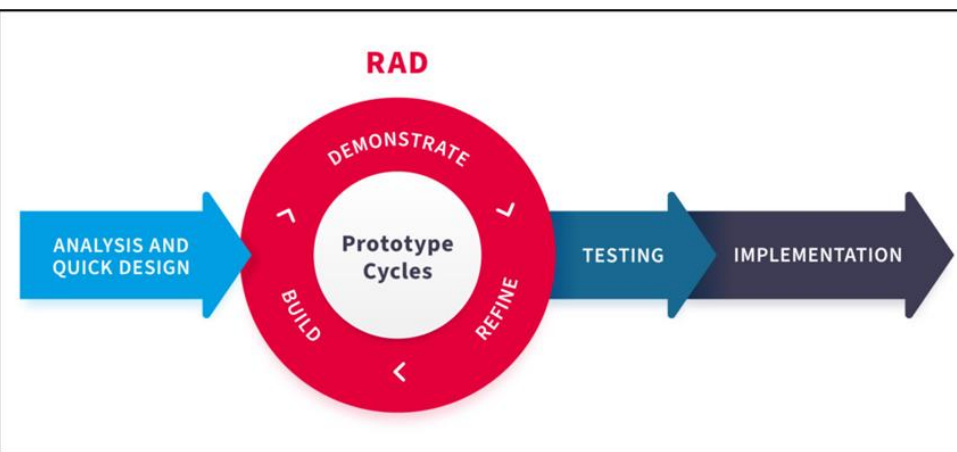 RAD
ANALYSIS AND
QUICK DESIGN
DEMONSTRATE
Prototype
Cycles
BUILD
REFINE
TESTING
IMPLEMENTATION